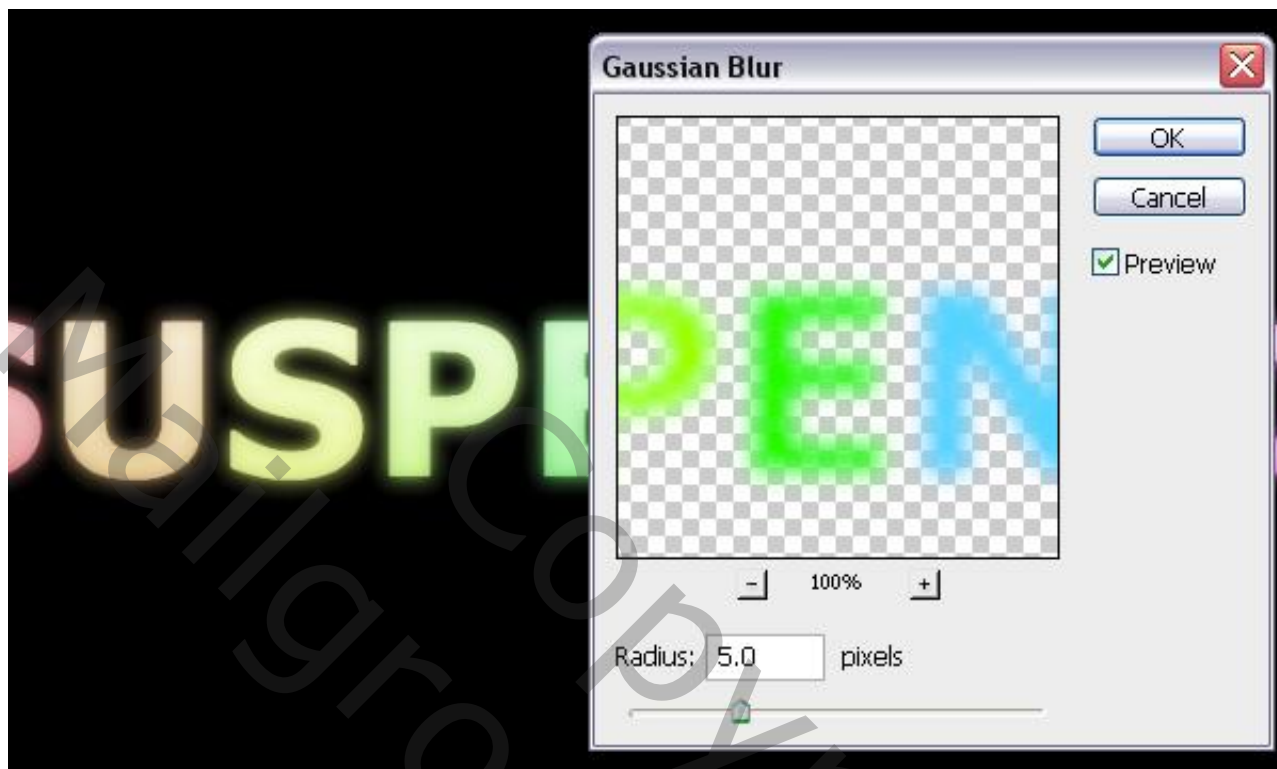 Gaussian Blur
OK
Cancel
Preview
SUSPE
PEN
100%
Radius: 5.0 pixels